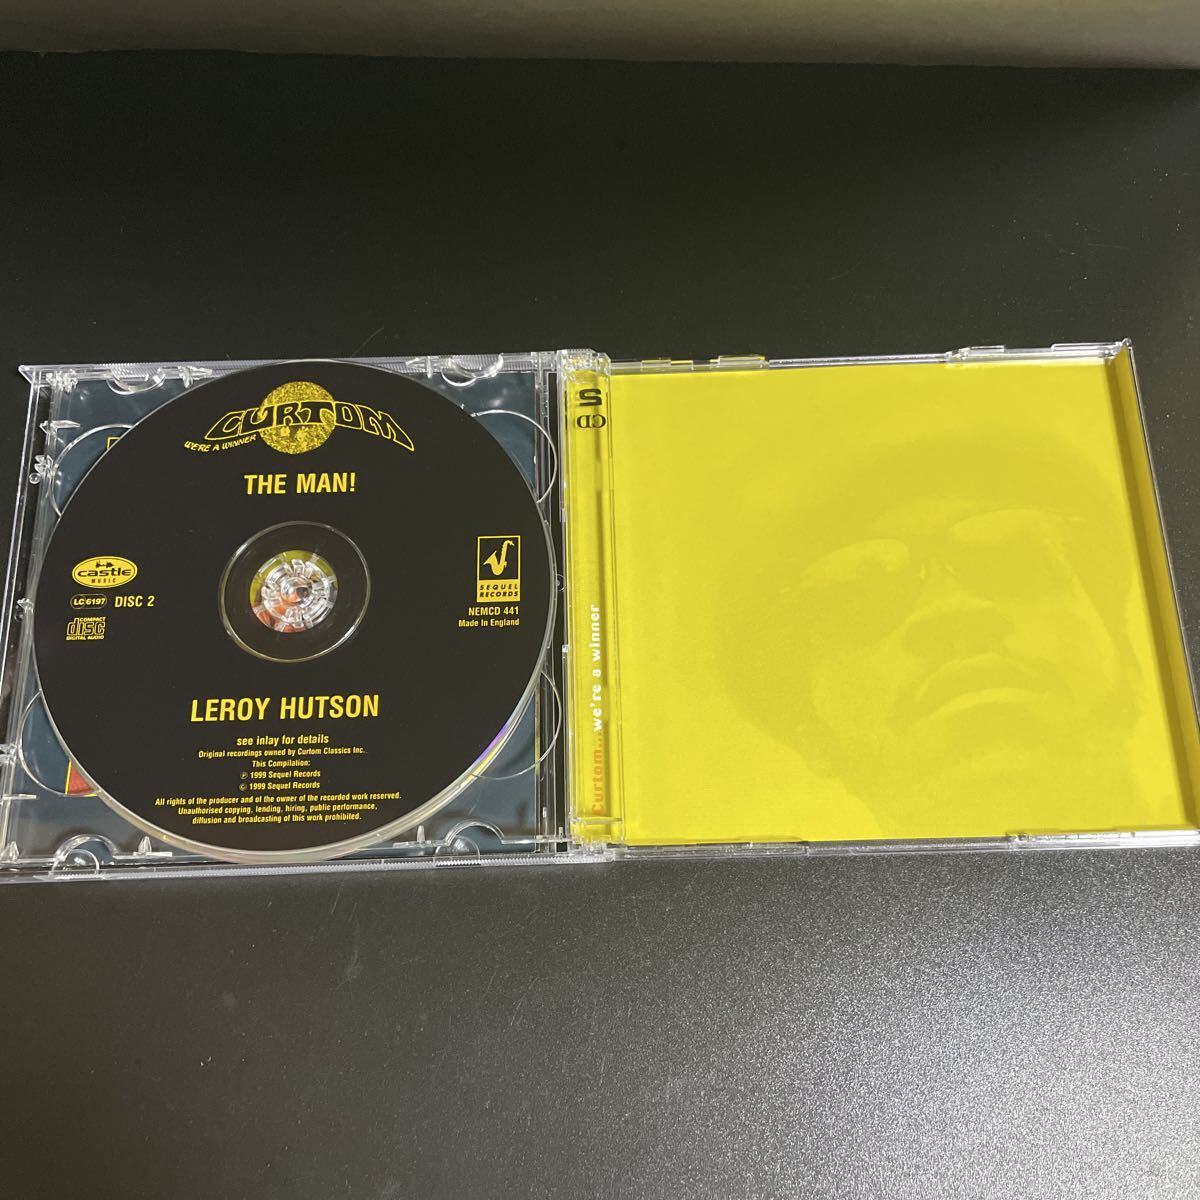 CURTOM
WE'RE A WINNER
THE MAN!
castle
MUSIC
LC 6197
DISC 2
COMPACT
disc
DIGITAL AUDIO
SEQUEL
RECORDS
NEMCD 441
Made In England
LEROY HUTSON
see inlay for details
Original recordings owned by Curtom Classics Inc.
This Compilation:
℗ 1999 Sequel Records
© 1999 Sequel Records
All rights of the producer and of the owner of the recorded work reserved.
Unauthorised copying, lending, hiring, public performance,
diffusion and broadcasting of this work prohibited.
2
CD
Curtom...we're a winner